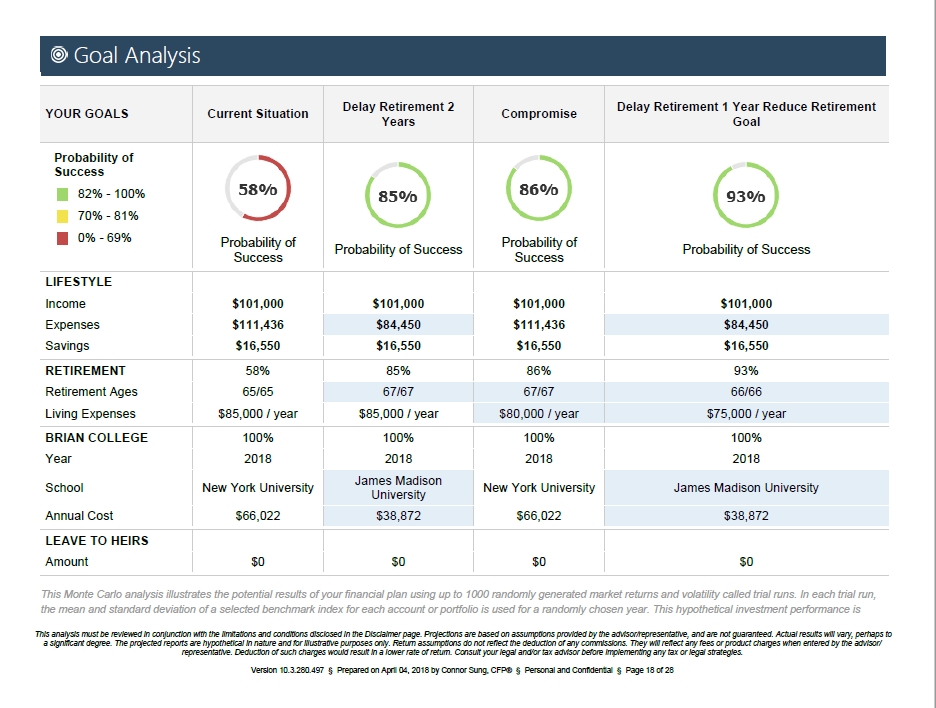 Goal Analysis
YOUR GOALS Current Situation Delay Retirement 2 Years Compromise Delay Retirement 1 Year Reduce Retirement Goal
Probability of Success
82% - 100%
70% - 81%
0% - 69%
58% 85% 86% 93%
Probability of Success Probability of Success Probability of Success Probability of Success
LIFESTYLE
Income $101,000 $101,000 $101,000 $101,000
Expenses $111,436 $84,450 $111,436 $84,450
Savings $16,550 $16,550 $16,550 $16,550
RETIREMENT 58% 85% 86% 93%
Retirement Ages 65/65 67/67 67/67 66/66
Living Expenses $85,000 / year $85,000 / year $80,000 / year $75,000 / year
BRIAN COLLEGE 100% 100% 100% 100%
Year 2018 2018 2018 2018
School New York University James Madison University New York University James Madison University
Annual Cost $66,022 $38,872 $66,022 $38,872
LEAVE TO HEIRS
Amount $0 $0 $0 $0
This Monte Carlo analysis illustrates the potential results of your financial plan using up to 1000 randomly generated market returns and volatility called trial runs. In each trial run,
the mean and standard deviation of a selected benchmark index for each account or portfolio is used for a randomly chosen year. This hypothetical investment performance is
This analysis must be reviewed in conjunction with the limitations and conditions disclosed in the Disclaimer page. Projections are based on assumptions provided by the advisor/representative, and are not guaranteed. Actual results will vary, perhaps to
a significant degree. The projected reports are hypothetical in nature and for illustrative purposes only. Return assumptions do not reflect the deduction of any commissions. They will reflect any fees or product charges when entered by the advisor/
representative. Deduction of such charges would result in a lower rate of return. Consult your legal and/or tax advisor before implementing any tax or legal strategies.
Version 10.3.280.497 § Prepared on April 04, 2018 by Connor Sung, CFP® § Personal and Confidential § Page 18 of 28